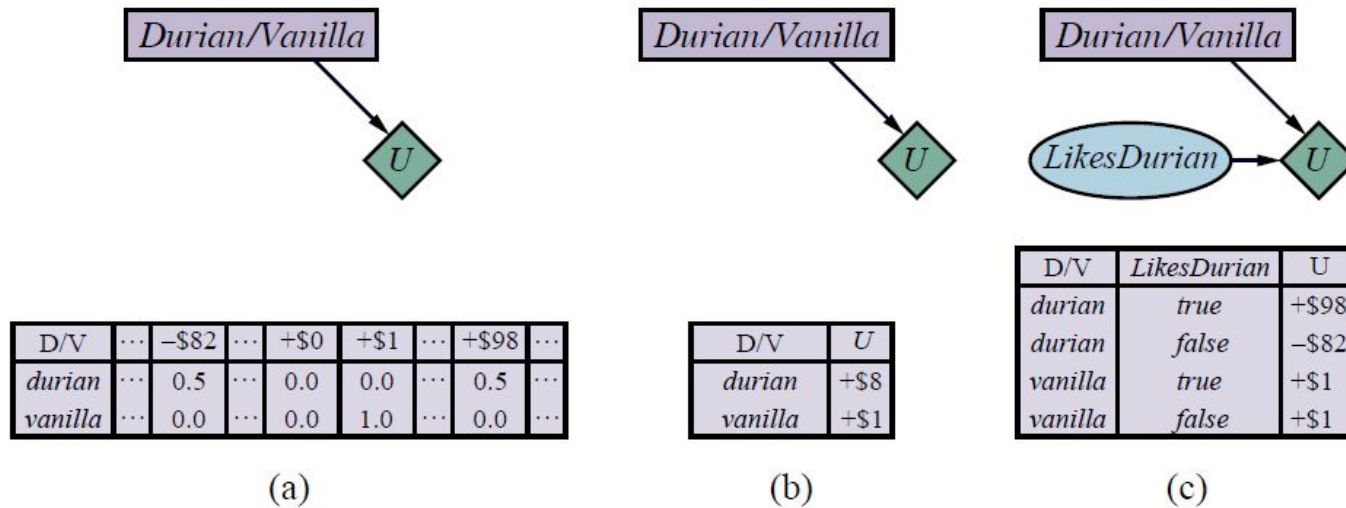 Durian/Vanilla
U
D/V ⋯ –$82 ⋯ +$0 +$1 ⋯ +$98 ⋯
durian ⋯ 0.5 ⋯ 0.0 0.0 ⋯ 0.5 ⋯
vanilla ⋯ 0.0 ⋯ 0.0 1.0 ⋯ 0.0 ⋯
(a)
Durian/Vanilla
U
D/V U
durian +$8
vanilla +$1
(b)
Durian/Vanilla
LikesDurian U
D/V LikesDurian U
durian true +$98
durian false –$82
vanilla true +$1
vanilla false +$1
(c)